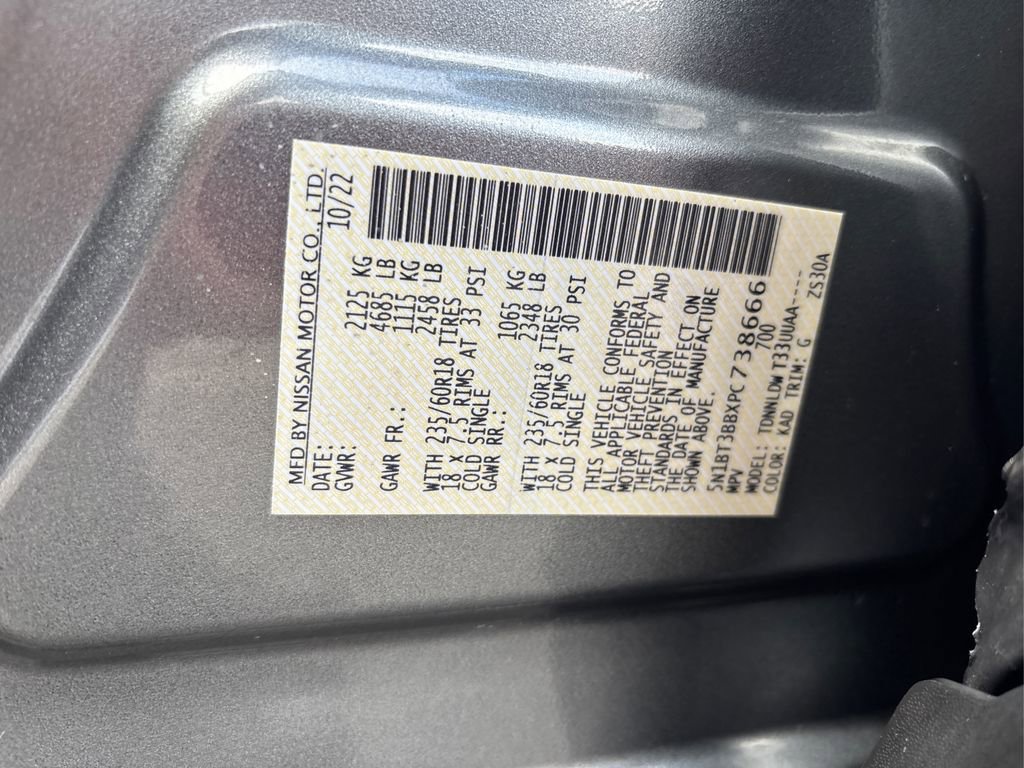 MFD BY NISSAN MOTOR CO., LTD.
DATE: 10/22
GVWR: 2125 KG
4685 LB
GAWR FR.: 1115 KG
2458 LB
WITH 235/60R18 TIRES
18 X 7.5 RIMS AT 33 PSI
COLD SINGLE
GAWR RR.: 1065 KG
2348 LB
WITH 235/60R18 TIRES
18 X 7.5 RIMS AT 30 PSI
COLD SINGLE
THIS VEHICLE CONFORMS TO
ALL APPLICABLE FEDERAL
MOTOR VEHICLE SAFETY AND
THEFT PREVENTION
STANDARDS IN EFFECT ON
THE DATE OF MANUFACTURE
SHOWN ABOVE.
5N1BT3BBXPC738666
MPV 700
MODEL: TDNNLDWT33UUAA----
COLOR: KAD TRIM: G ZS30A